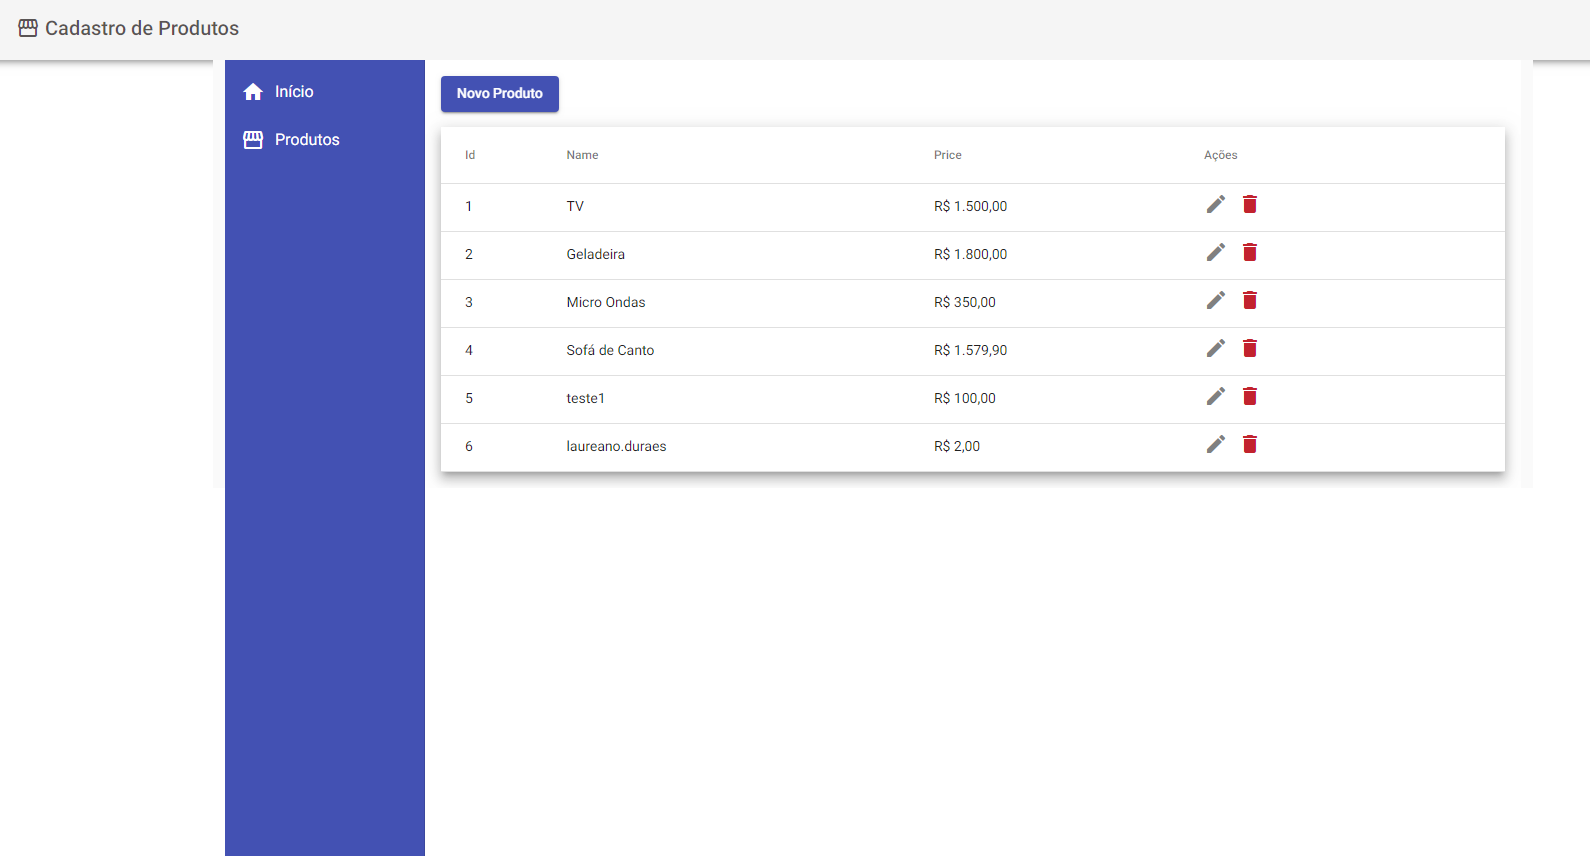 Cadastro de Produtos
Início
Produtos
Novo Produto
Id Name Price Ações
1 TV R$ 1.500,00
2 Geladeira R$ 1.800,00
3 Micro Ondas R$ 350,00
4 Sofá de Canto R$ 1.579,90
5 teste1 R$ 100,00
6 laureano.duraes R$ 2,00